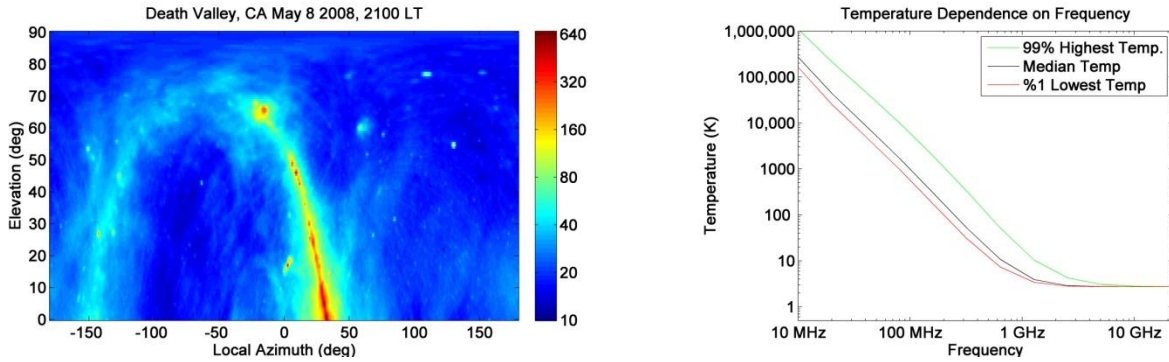 Death Valley, CA May 8 2008, 2100 LT
90
80
70
60
50
40
30
20
10
0
Elevation (deg)
-150 -100 -50 0 50 100 150
Local Azimuth (deg)
640
320
160
80
40
20
10
Temperature Dependence on Frequency
1,000,000
100,000
10,000
1000
100
10
1
Temperature (K)
99% Highest Temp.
Median Temp
%1 Lowest Temp
10 MHz 100 MHz 1 GHz 10 GHz
Frequency